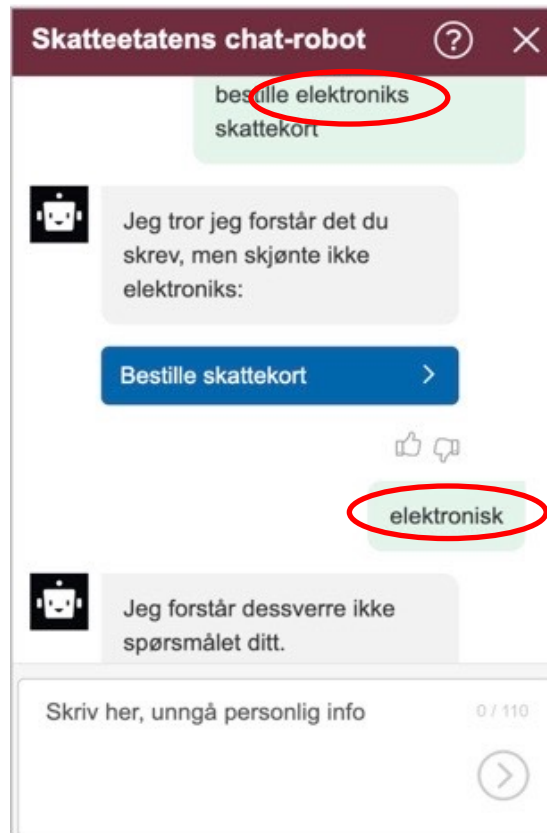 Skatteetatens chat-robot
bestille elektroniks
skattekort
Jeg tror jeg forstår det du
skrev, men skjønte ikke
elektroniks:
Bestille skattekort
elektronisk
Jeg forstår dessverre ikke
spørsmålet ditt.
Skriv her, unngå personlig info
0 / 110